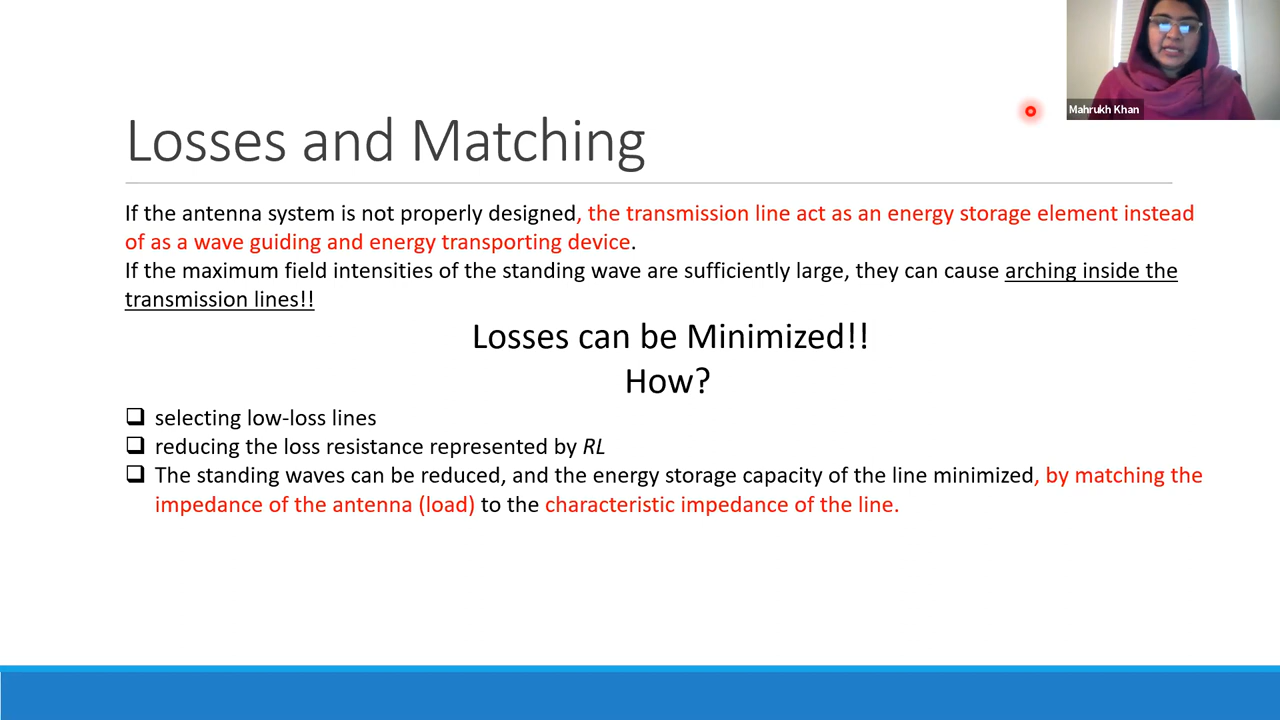 Mahrukh Khan
Losses and Matching
If the antenna system is not properly designed, the transmission line act as an energy storage element instead
of as a wave guiding and energy transporting device.
If the maximum field intensities of the standing wave are sufficiently large, they can cause arching inside the
transmission lines!!
Losses can be Minimized!!
How?
selecting low-loss lines
reducing the loss resistance represented by RL
The standing waves can be reduced, and the energy storage capacity of the line minimized, by matching the
impedance of the antenna (load) to the characteristic impedance of the line.